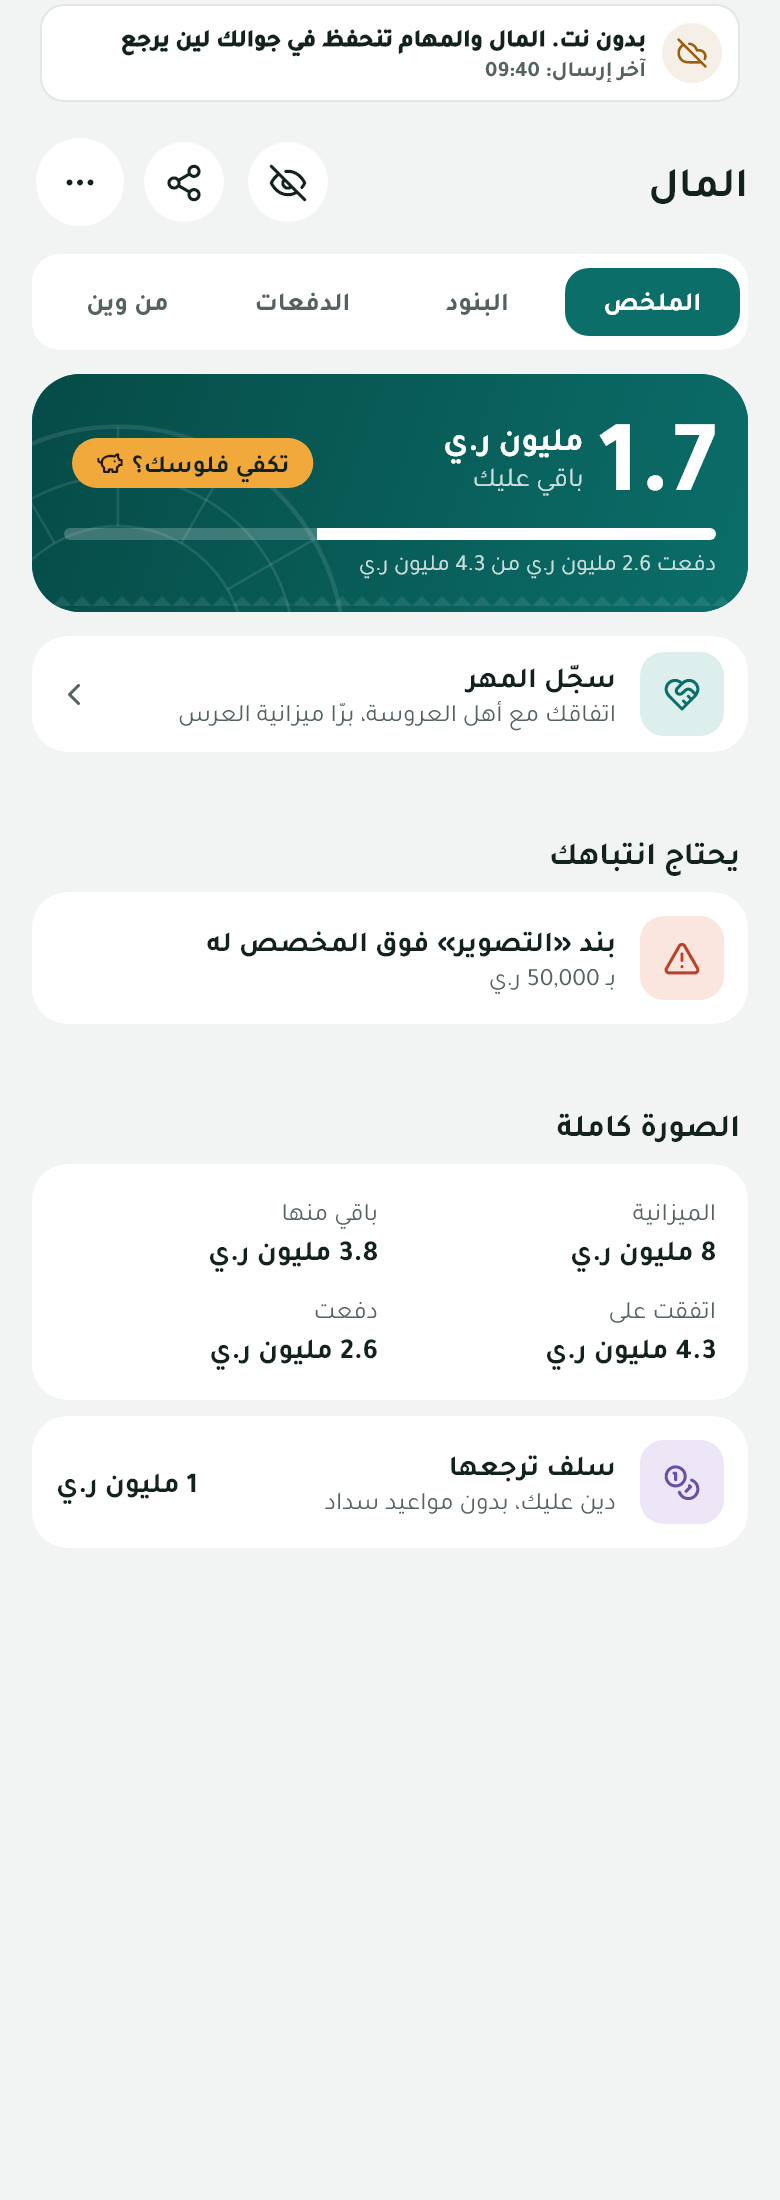 بدون نت. المال والمهام تنحفظ في جوالك لين يرجع
آخر إرسال: 09:40
المال
الملخص
البنود
الدفعات
من وين
1.7 مليون ر.ي
باقي عليك
تكفي فلوسك؟
دفعت 2.6 مليون ر.ي من 4.3 مليون ر.ي
سجّل المهر
اتفاقك مع أهل العروسة، برّا ميزانية العرس
يحتاج انتباهك
بند «التصوير» فوق المخصص له
بـ 50,000 ر.ي
الصورة كاملة
الميزانية
8 مليون ر.ي
باقي منها
3.8 مليون ر.ي
اتفقت على
4.3 مليون ر.ي
دفعت
2.6 مليون ر.ي
سلف ترجعها
دين عليك، بدون مواعيد سداد
1 مليون ر.ي